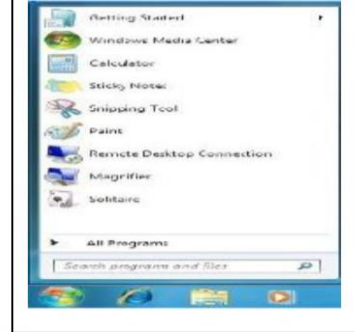 Getting Started
Windows Media Center
Calculator
Sticky Notes
Snipping Tool
Paint
Remote Desktop Connection
Magnifier
Solitaire
All Programs
Search programs and files